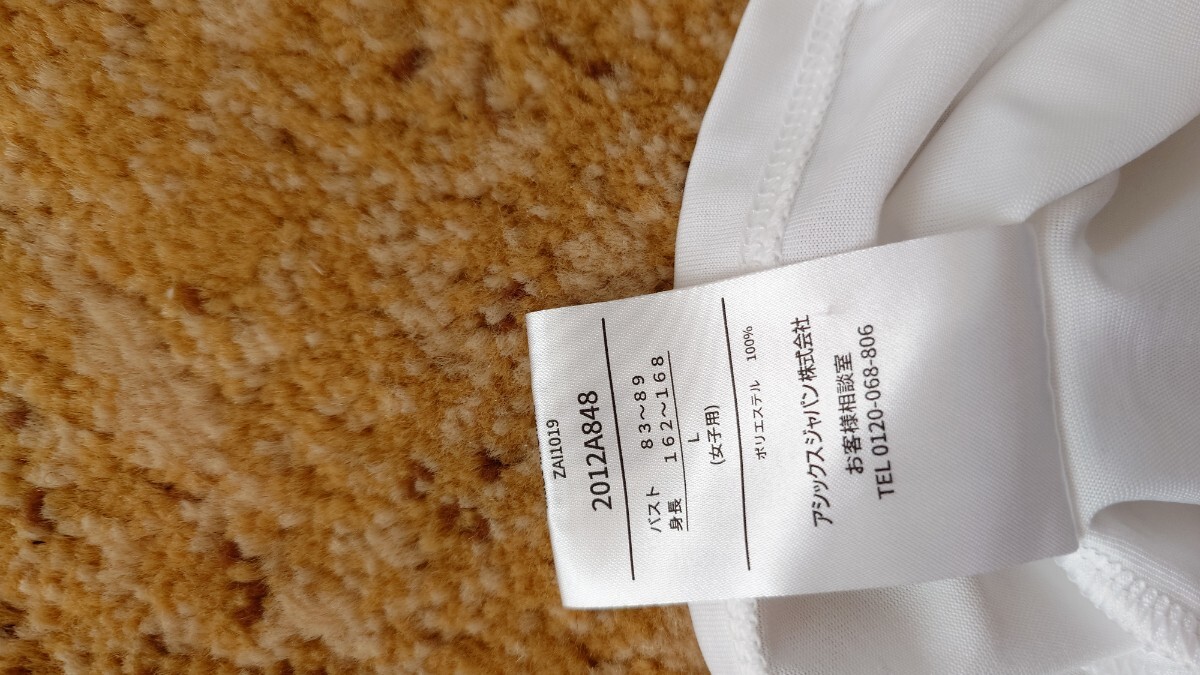 ZAI1019
2012A848
バスト ８３～８９
身長 １６２～１６８
L
(女子用)
ポリエステル 100%
アシックスジャパン株式会社
お客様相談室
TEL 0120-068-806